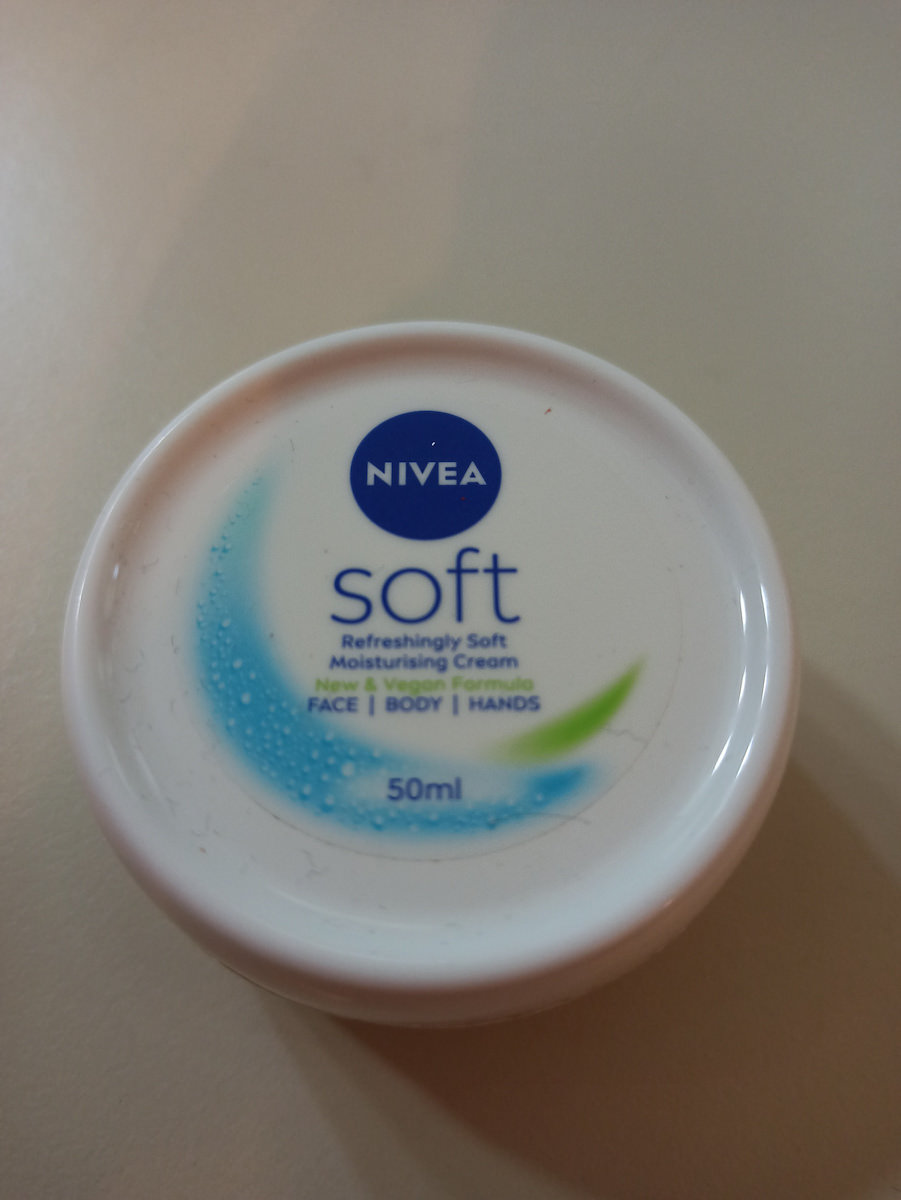 NIVEA
soft
Refreshingly Soft
Moisturising Cream
New & Vegan Formula
FACE | BODY | HANDS
50ml